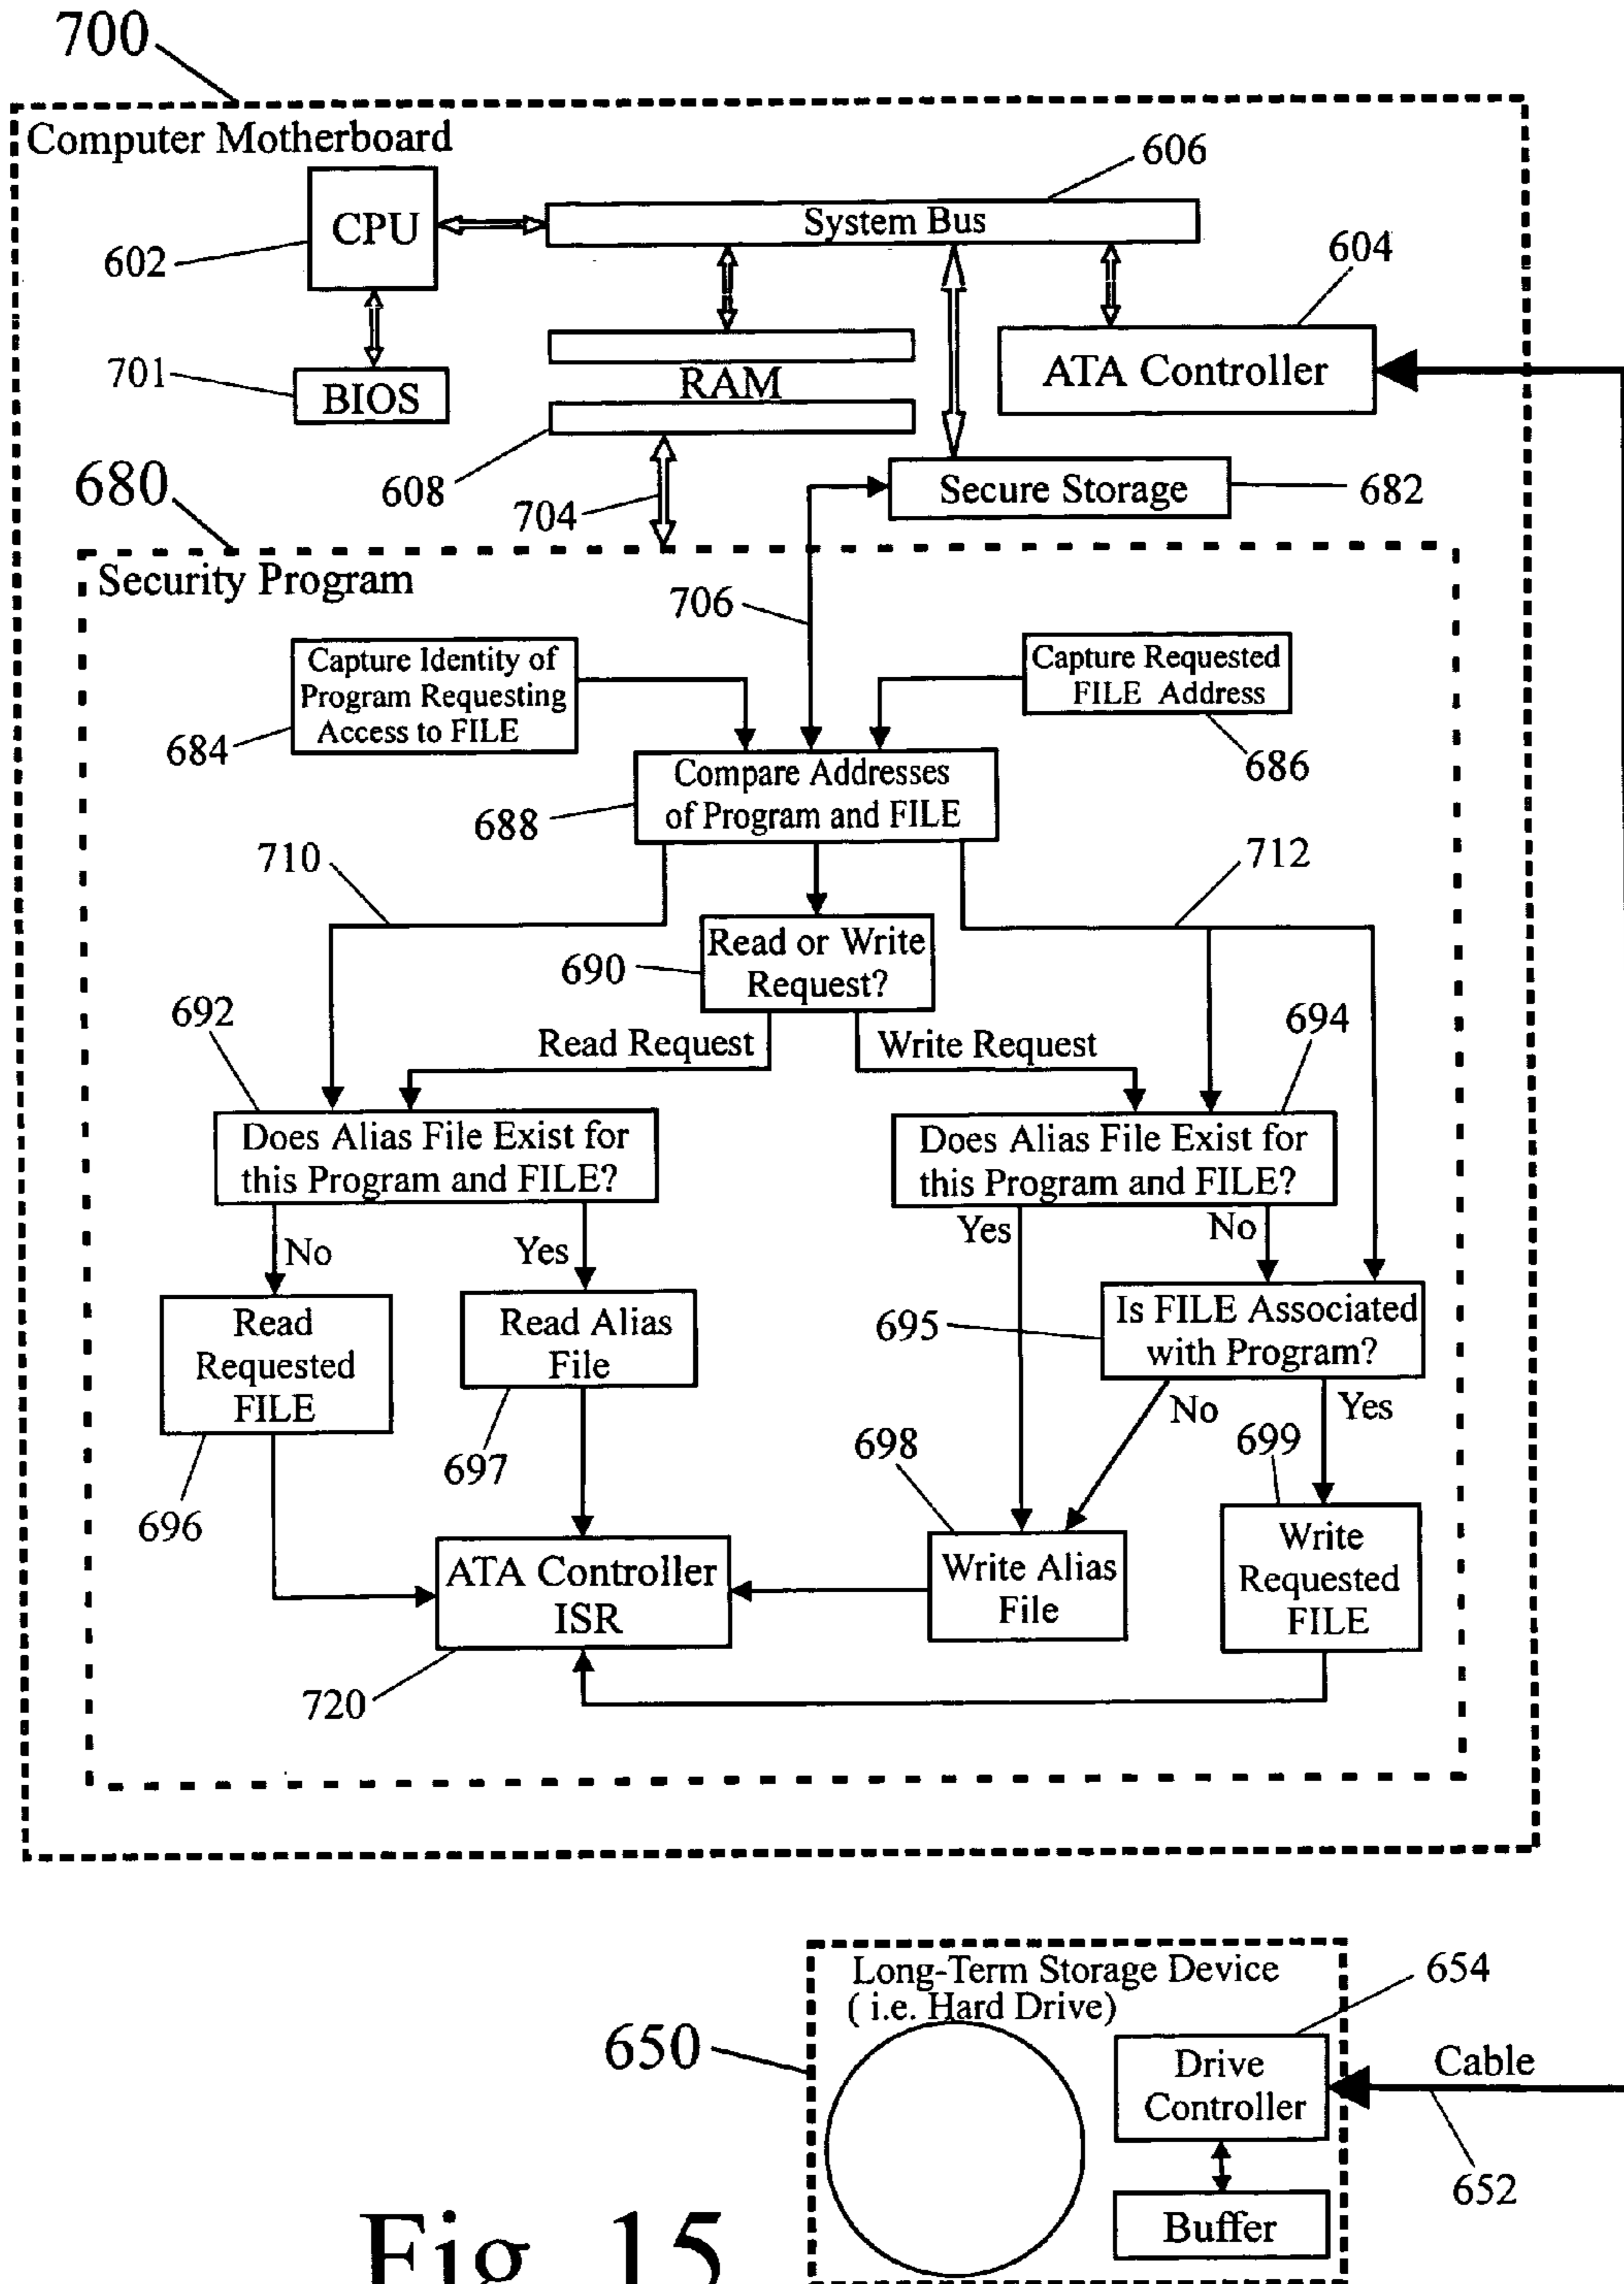 700
Computer Motherboard
606
CPU
System Bus
602
604
701
BIOS
RAM
ATA Controller
608
704
Secure Storage
682
680
Security Program
706
Capture Identity of
Program Requesting
Access to FILE
Capture Requested
FILE Address
684
686
Compare Addresses
of Program and FILE
688
710
712
Read or Write
Request?
690
692
694
Read Request
Write Request
Does Alias File Exist for
this Program and FILE?
Does Alias File Exist for
this Program and FILE?
No
Yes
Yes
No
Read
Requested
FILE
Read Alias
File
695
Is FILE Associated
with Program?
No
Yes
696
697
698
699
ATA Controller
ISR
Write Alias
File
Write
Requested
FILE
720
Long-Term Storage Device
( i.e. Hard Drive)
654
650
Drive
Controller
Cable
652
Buffer
Fig. 15